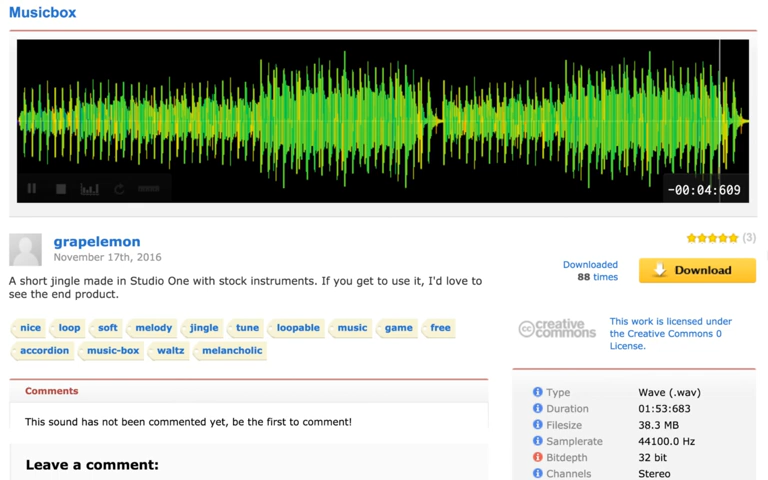 Musicbox
-00:04:609
grapelemon
November 17th, 2016
(3)
Downloaded
88 times
Download
A short jingle made in Studio One with stock instruments. If you get to use it, I'd love to
see the end product.
nice loop soft melody jingle tune loopable music game free
accordion music-box waltz melancholic
cc creative
commons
This work is licensed under
the Creative Commons 0
License.
Comments
This sound has not been commented yet, be the first to comment!
Leave a comment:
Type Wave (.wav)
Duration 01:53:683
Filesize 38.3 MB
Samplerate 44100.0 Hz
Bitdepth 32 bit
Channels Stereo